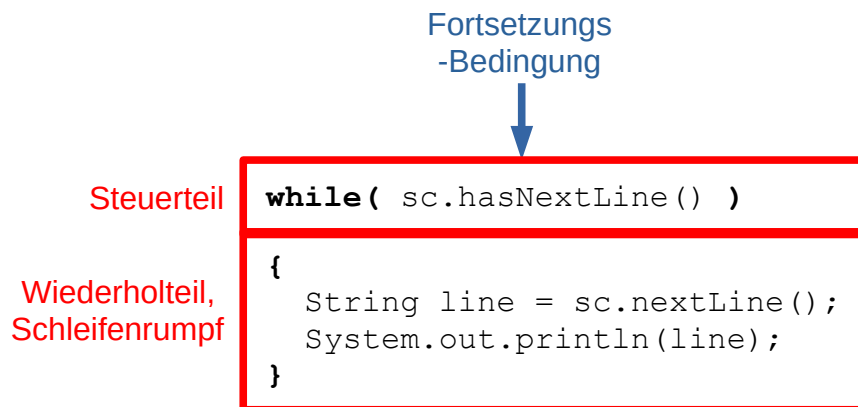 Fortsetzungs
-Bedingung
Steuerteil
while( sc.hasNextLine() )
Wiederholteil,
Schleifenrumpf
{
String line = sc.nextLine();
System.out.println(line);
}